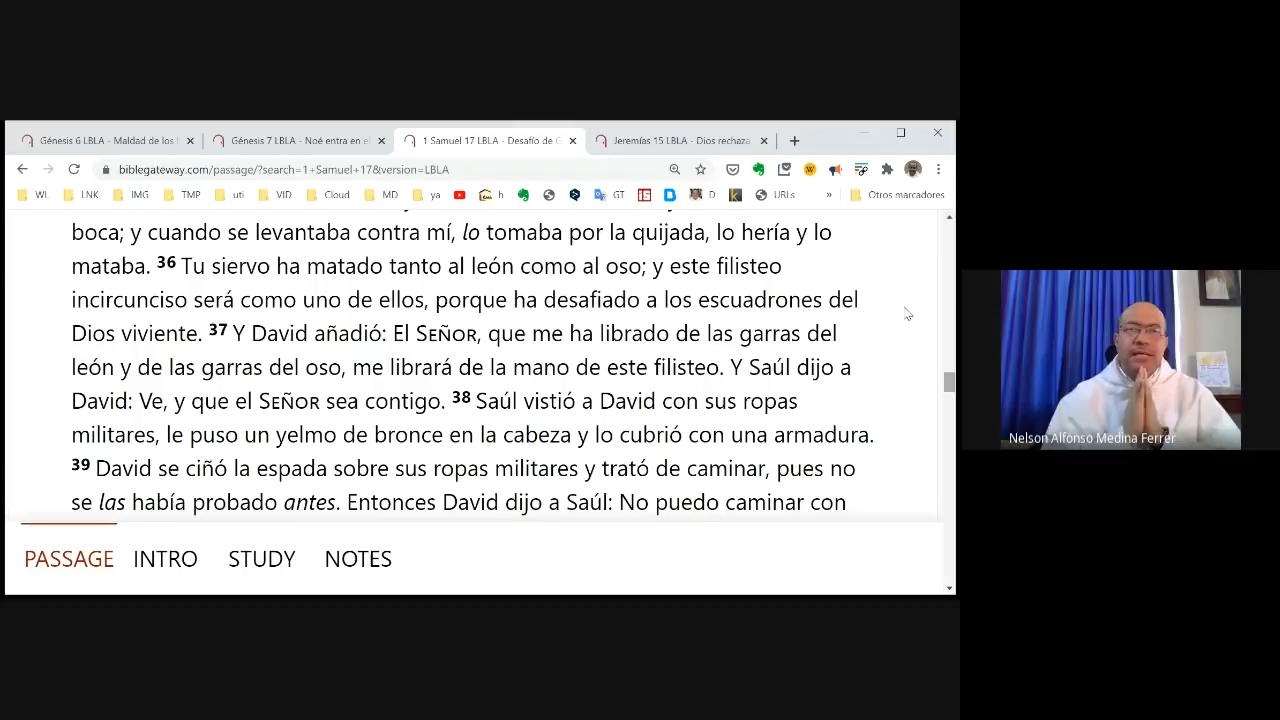 Génesis 6 LBLA - Maldad de los
Génesis 7 LBLA - Noé entra en el
1 Samuel 17 LBLA - Desafío de G
Jeremías 15 LBLA - Dios rechaza
biblegateway.com/passage/?search=1+Samuel+17&version=LBLA
WL LNK IMG TMP uti VID Cloud MD ya h GT D URLs » Otros marcadores
boca; y cuando se levantaba contra mí, lo tomaba por la quijada, lo hería y lo
mataba. 36 Tu siervo ha matado tanto al león como al oso; y este filisteo
incircunciso será como uno de ellos, porque ha desafiado a los escuadrones del
Dios viviente. 37 Y David añadió: El SEÑOR, que me ha librado de las garras del
león y de las garras del oso, me librará de la mano de este filisteo. Y Saúl dijo a
David: Ve, y que el SEÑOR sea contigo. 38 Saúl vistió a David con sus ropas
militares, le puso un yelmo de bronce en la cabeza y lo cubrió con una armadura.
39 David se ciñó la espada sobre sus ropas militares y trató de caminar, pues no
se las había probado antes. Entonces David dijo a Saúl: No puedo caminar con
PASSAGE INTRO STUDY NOTES
Nelson Alfonso Medina Ferrer